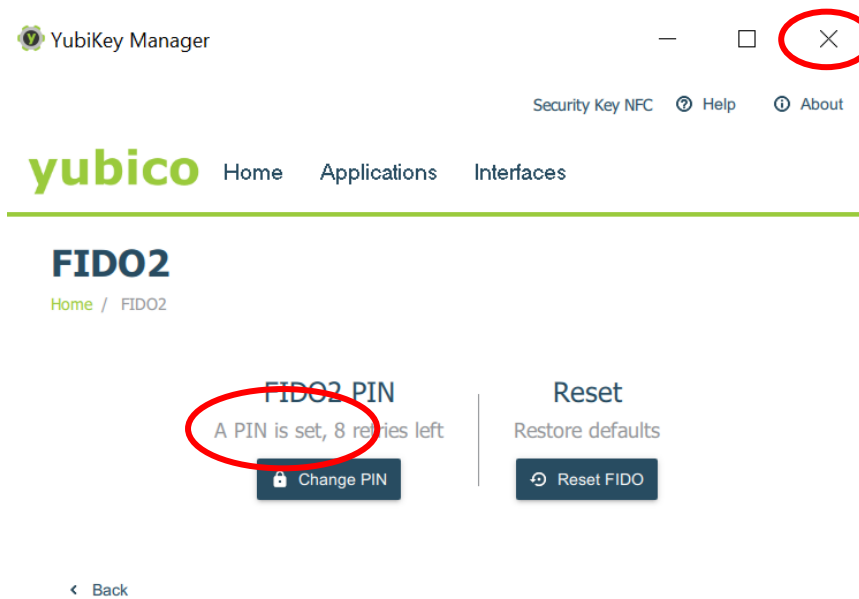 YubiKey Manager
Security Key NFC Help About
yubico Home Applications Interfaces
FIDO2
Home / FIDO2
FIDO2 PIN Reset
A PIN is set, 8 retries left Restore defaults
Change PIN Reset FIDO
Back